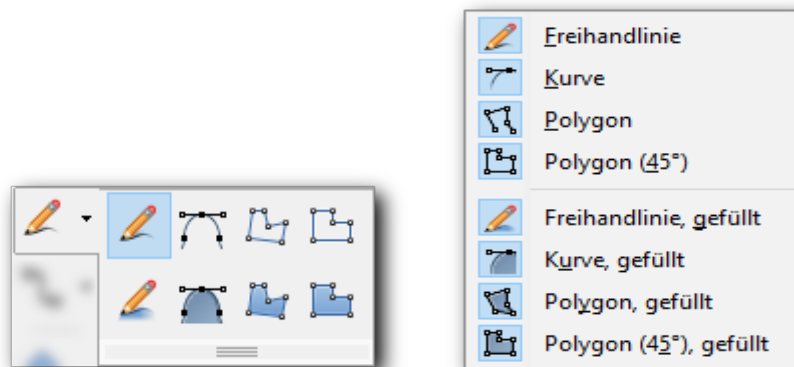 Freihandlinie
Kurve
Polygon
Polygon (45°)
Freihandlinie, gefüllt
Kurve, gefüllt
Polygon, gefüllt
Polygon (45°), gefüllt